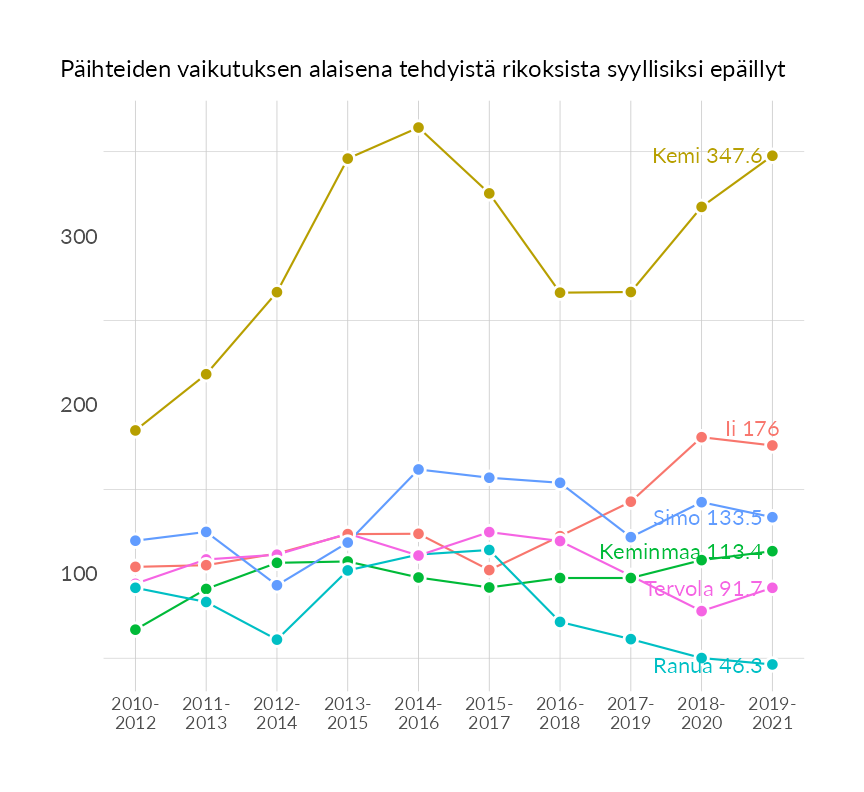 Päihteiden vaikutuksen alaisena tehdyistä rikoksista syyllisiksi epäillyt
Kemi 347.6
300
200
Ii 176
Simo 133.5
Keminmaa 113.4
100
Tervola 91.7
Ranua 46.3
2010- 2011- 2012- 2013- 2014- 2015- 2016- 2017- 2018- 2019-
2012 2013 2014 2015 2016 2017 2018 2019 2020 2021